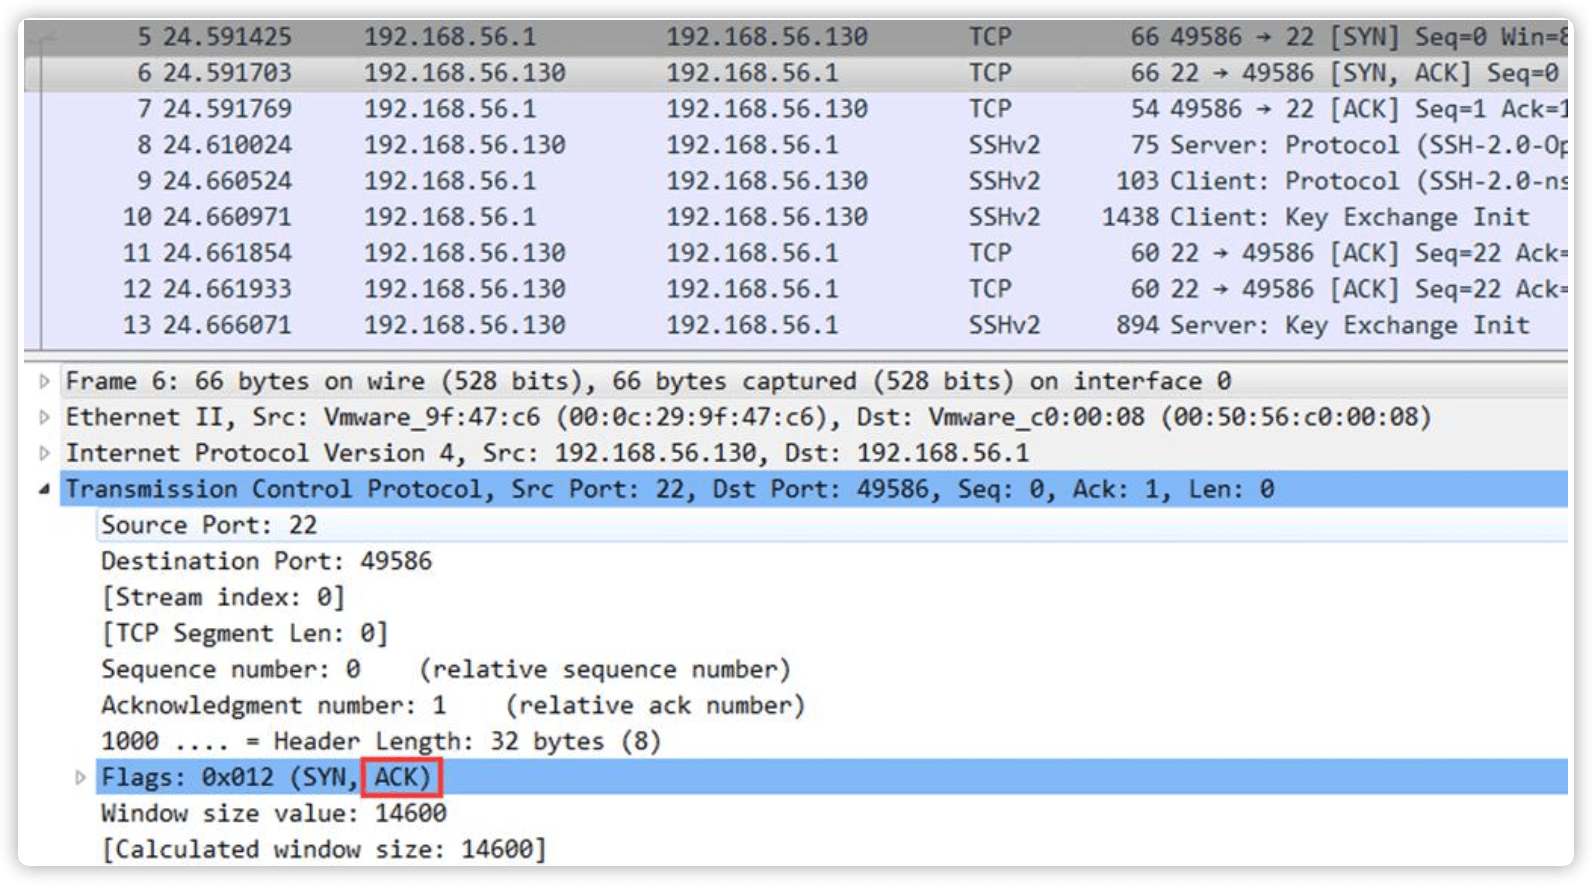 5 24.591425 192.168.56.1 192.168.56.130 TCP 66 49586 → 22 [SYN] Seq=0 Win=8
6 24.591703 192.168.56.130 192.168.56.1 TCP 66 22 → 49586 [SYN, ACK] Seq=0
7 24.591769 192.168.56.1 192.168.56.130 TCP 54 49586 → 22 [ACK] Seq=1 Ack=1
8 24.610024 192.168.56.130 192.168.56.1 SSHv2 75 Server: Protocol (SSH-2.0-Op
9 24.660524 192.168.56.1 192.168.56.130 SSHv2 103 Client: Protocol (SSH-2.0-ns
10 24.660971 192.168.56.1 192.168.56.130 SSHv2 1438 Client: Key Exchange Init
11 24.661854 192.168.56.130 192.168.56.1 TCP 60 22 → 49586 [ACK] Seq=22 Ack=
12 24.661933 192.168.56.130 192.168.56.1 TCP 60 22 → 49586 [ACK] Seq=22 Ack=
13 24.666071 192.168.56.130 192.168.56.1 SSHv2 894 Server: Key Exchange Init
Frame 6: 66 bytes on wire (528 bits), 66 bytes captured (528 bits) on interface 0
Ethernet II, Src: Vmware_9f:47:c6 (00:0c:29:9f:47:c6), Dst: Vmware_c0:00:08 (00:50:56:c0:00:08)
Internet Protocol Version 4, Src: 192.168.56.130, Dst: 192.168.56.1
Transmission Control Protocol, Src Port: 22, Dst Port: 49586, Seq: 0, Ack: 1, Len: 0
Source Port: 22
Destination Port: 49586
[Stream index: 0]
[TCP Segment Len: 0]
Sequence number: 0 (relative sequence number)
Acknowledgment number: 1 (relative ack number)
1000 .... = Header Length: 32 bytes (8)
Flags: 0x012 (SYN, ACK)
Window size value: 14600
[Calculated window size: 14600]